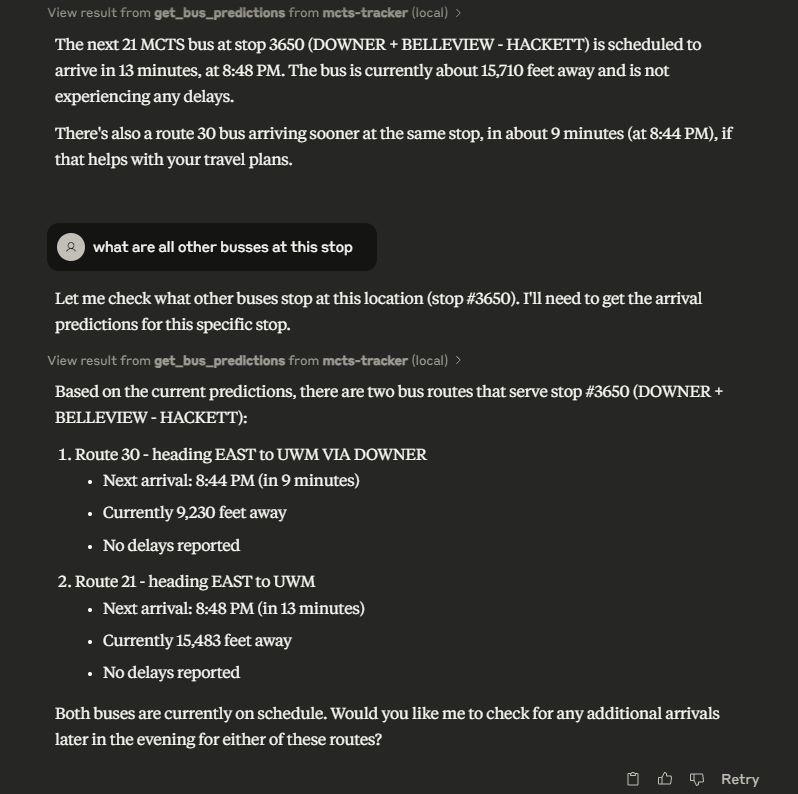 View result from get_bus_predictions from mcts-tracker (local)
The next 21 MCTS bus at stop 3650 (DOWNER + BELLEVIEW - HACKETT) is scheduled to
arrive in 13 minutes, at 8:48 PM. The bus is currently about 15,710 feet away and is not
experiencing any delays.
There's also a route 30 bus arriving sooner at the same stop, in about 9 minutes (at 8:44 PM), if
that helps with your travel plans.
what are all other busses at this stop
Let me check what other buses stop at this location (stop #3650). I'll need to get the arrival
predictions for this specific stop.
View result from get_bus_predictions from mcts-tracker (local)
Based on the current predictions, there are two bus routes that serve stop #3650 (DOWNER +
BELLEVIEW - HACKETT):
1. Route 30 - heading EAST to UWM VIA DOWNER
• Next arrival: 8:44 PM (in 9 minutes)
• Currently 9,230 feet away
• No delays reported
2. Route 21 - heading EAST to UWM
• Next arrival: 8:48 PM (in 13 minutes)
• Currently 15,483 feet away
• No delays reported
Both buses are currently on schedule. Would you like me to check for any additional arrivals
later in the evening for either of these routes?
Retry